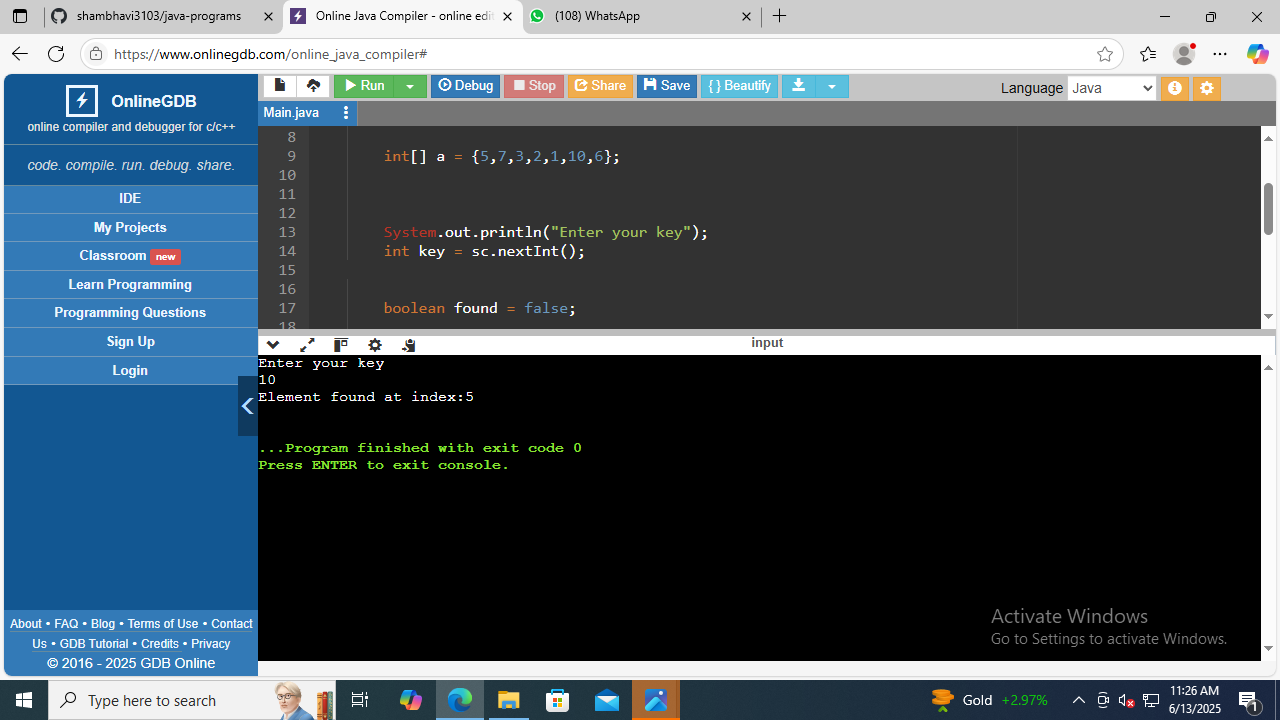 shambhavi3103/java-programs
Online Java Compiler - online edit
(108) WhatsApp
https://www.onlinegdb.com/online_java_compiler#
OnlineGDB
online compiler and debugger for c/c++
code. compile. run. debug. share.
IDE
My Projects
Classroom new
Learn Programming
Programming Questions
Sign Up
Login
About • FAQ • Blog • Terms of Use • Contact
Us • GDB Tutorial • Credits • Privacy
© 2016 - 2025 GDB Online
Run Debug Stop Share Save { } Beautify
Language Java
Main.java
8
9 int[] a = {5,7,3,2,1,10,6};
10
11
12
13 System.out.println("Enter your key");
14 int key = sc.nextInt();
15
16
17 boolean found = false;
18
input
Enter your key
10
Element found at index:5
...Program finished with exit code 0
Press ENTER to exit console.
Activate Windows
Go to Settings to activate Windows.
Type here to search
Gold +2.97%
11:26 AM
6/13/2025
1